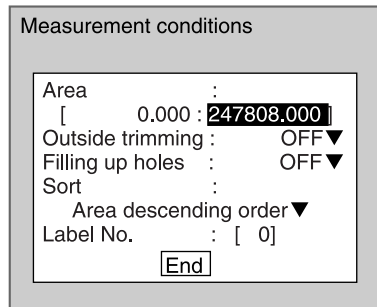 Measurement conditions
Area :
[ 0.000 : 247808.000 ]
Outside trimming : OFF▼
Filling up holes : OFF▼
Sort :
Area descending order▼
Label No. : [ 0]
End